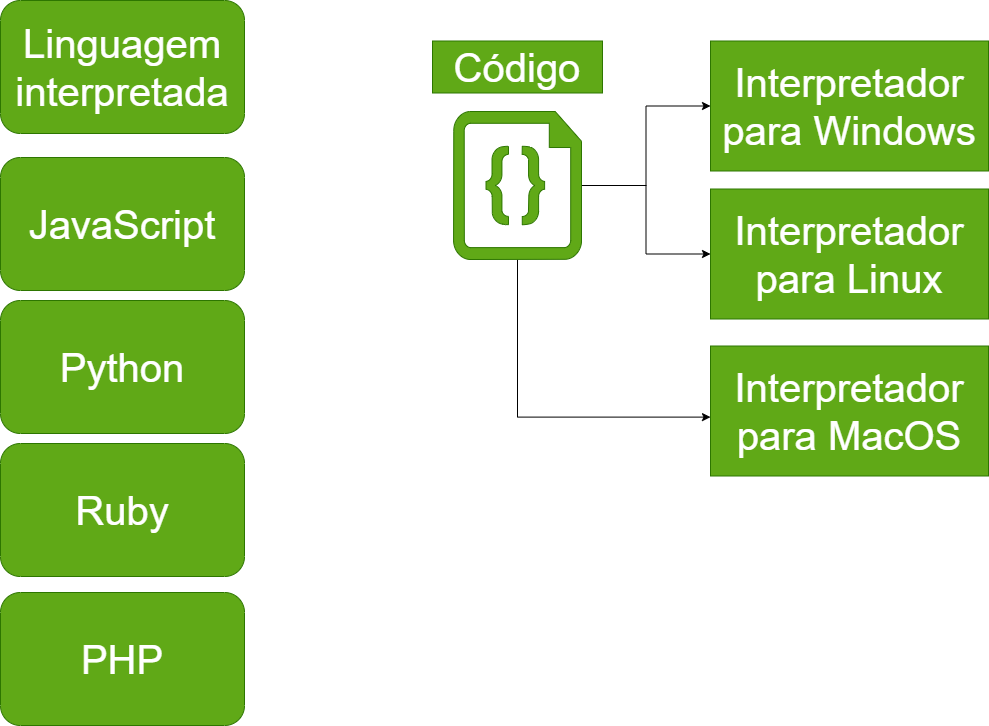 Linguagem
interpretada
JavaScript
Python
Ruby
PHP
Código
{}
Interpretador
para Windows
Interpretador
para Linux
Interpretador
para MacOS